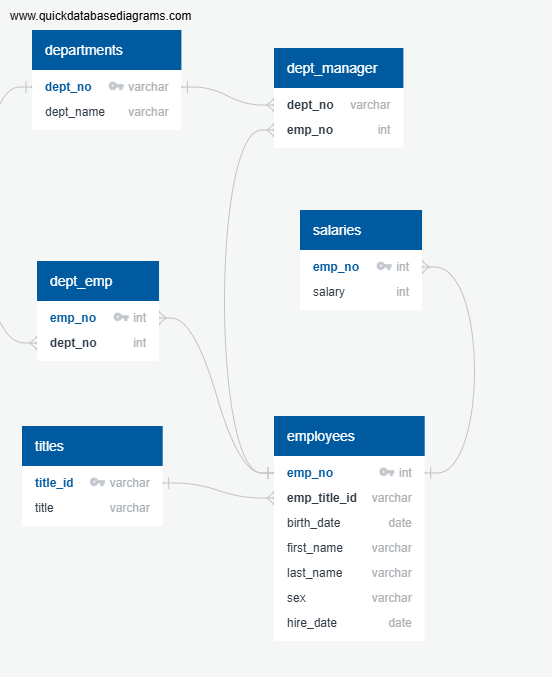 www.quickdatabasediagrams.com
departments
dept_no varchar
dept_name varchar
dept_manager
dept_no varchar
emp_no int
salaries
emp_no int
salary int
dept_emp
emp_no int
dept_no int
titles
title_id varchar
title varchar
employees
emp_no int
emp_title_id varchar
birth_date date
first_name varchar
last_name varchar
sex varchar
hire_date date